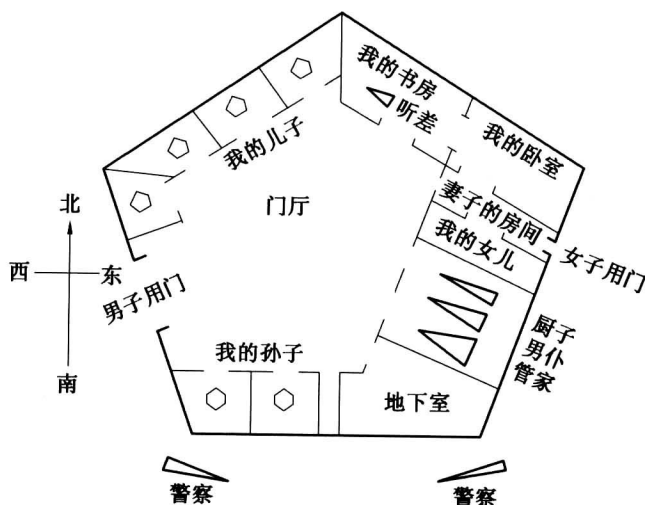 我的书房
听差
我的卧室
我的儿子
门厅
妻子的房间
我的女儿
女子用门
北
西
东
南
男子用门
厨子
男仆
管家
我的孙子
地下室
警察
警察